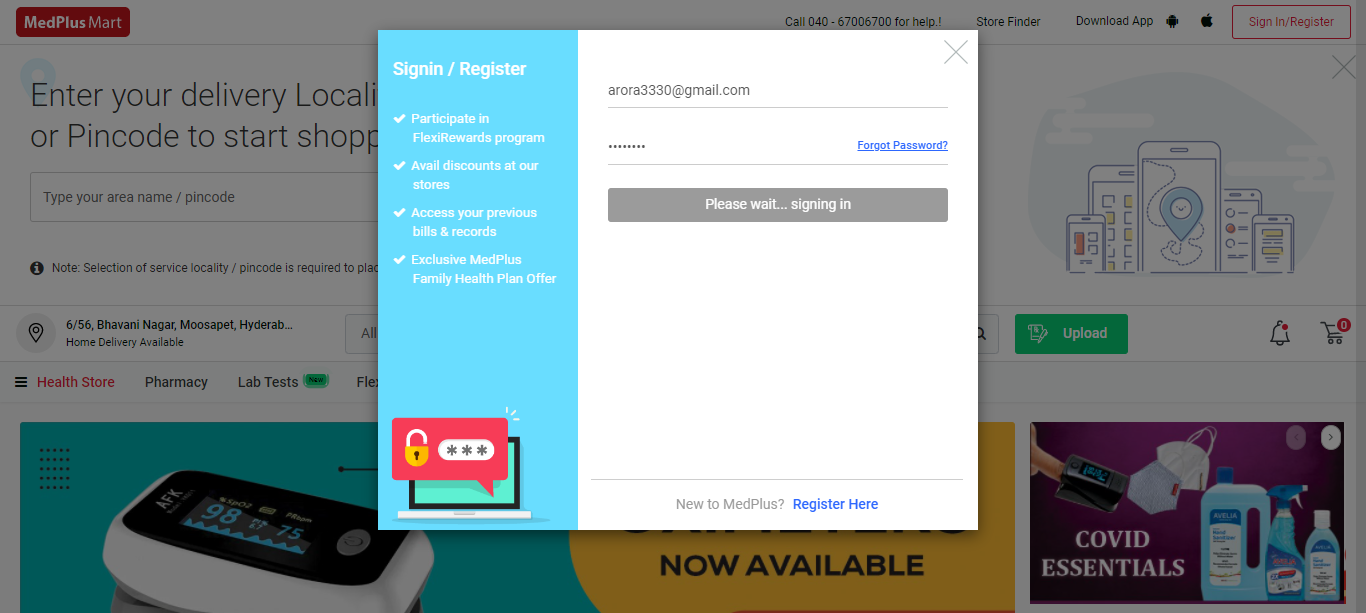 MedPlus Mart
Call 040 - 67006700 for help.!
Store Finder
Download App
Sign In/Register
Enter your delivery Locali
or Pincode to start shopp
Type your area name / pincode
Note: Selection of service locality / pincode is required to plac
Signin / Register
Participate in
FlexiRewards program
Avail discounts at our
stores
Access your previous
bills & records
Exclusive MedPlus
Family Health Plan Offer
***
arora3330@gmail.com
••••••••
Forgot Password?
Please wait... signing in
New to MedPlus? Register Here
6/56, Bhavani Nagar, Moosapet, Hyderab...
Home Delivery Available
All
Upload
0
Health Store
Pharmacy
Lab Tests
New
Flex
AFK
SpO2
PRbpm
98
75
NOW AVAILABLE
COVID
ESSENTIALS
AVELIA
Hand
Sanitizer